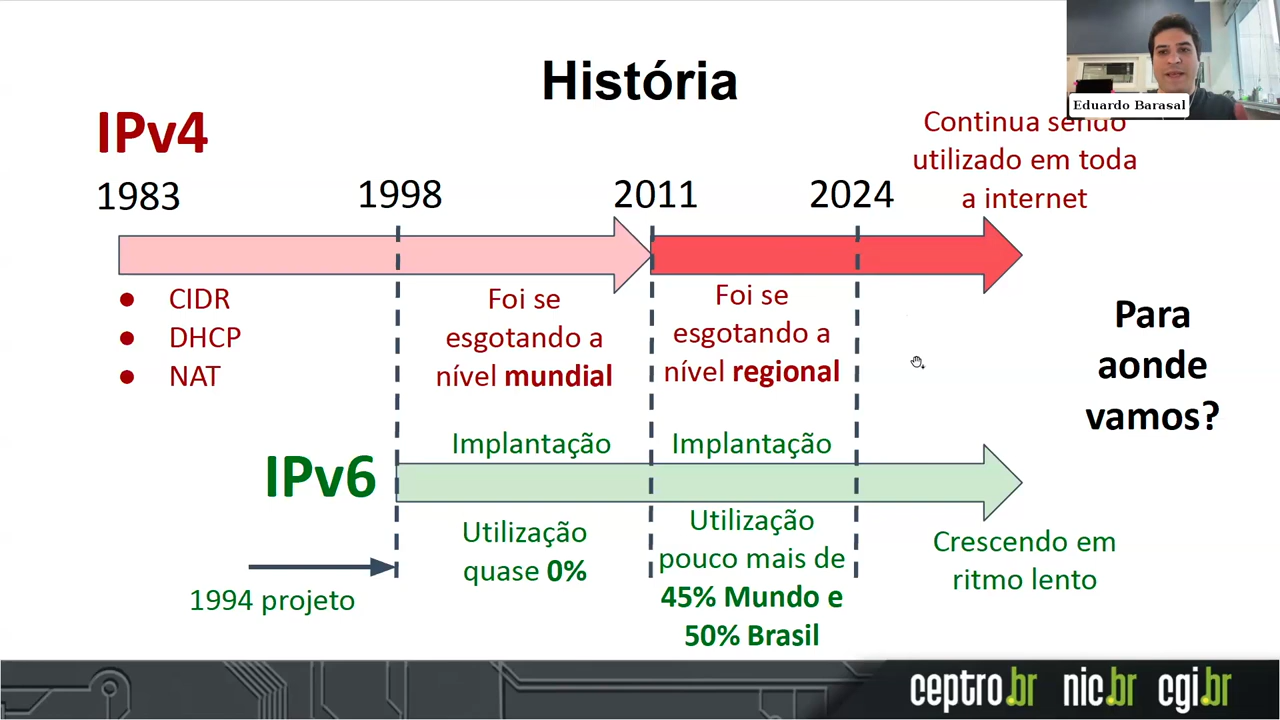 História
Eduardo Barasal
IPv4
Continua sendo
utilizado em toda
a internet
1983
1998
2011
2024
● CIDR
● DHCP
● NAT
Foi se
esgotando a
nível mundial
Foi se
esgotando a
nível regional
Para
aonde
vamos?
IPv6
Implantação
Implantação
Utilização
quase 0%
Utilização
pouco mais de
45% Mundo e
50% Brasil
Crescendo em
ritmo lento
1994 projeto
ceptro.br nic.br cgi.br